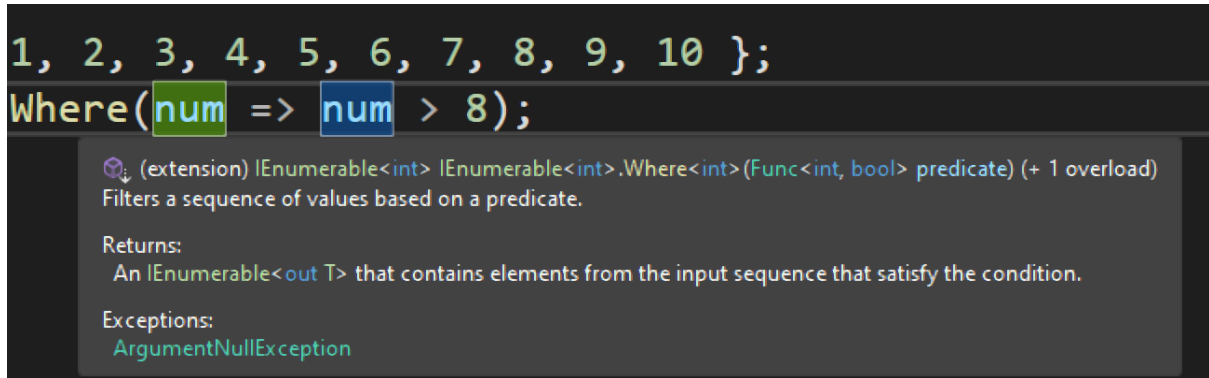 1, 2, 3, 4, 5, 6, 7, 8, 9, 10 };
Where(num => num > 8);
(extension) IEnumerable<int> IEnumerable<int>.Where<int>(Func<int, bool> predicate) (+ 1 overload)
Filters a sequence of values based on a predicate.
Returns:
An IEnumerable<out T> that contains elements from the input sequence that satisfy the condition.
Exceptions:
ArgumentNullException